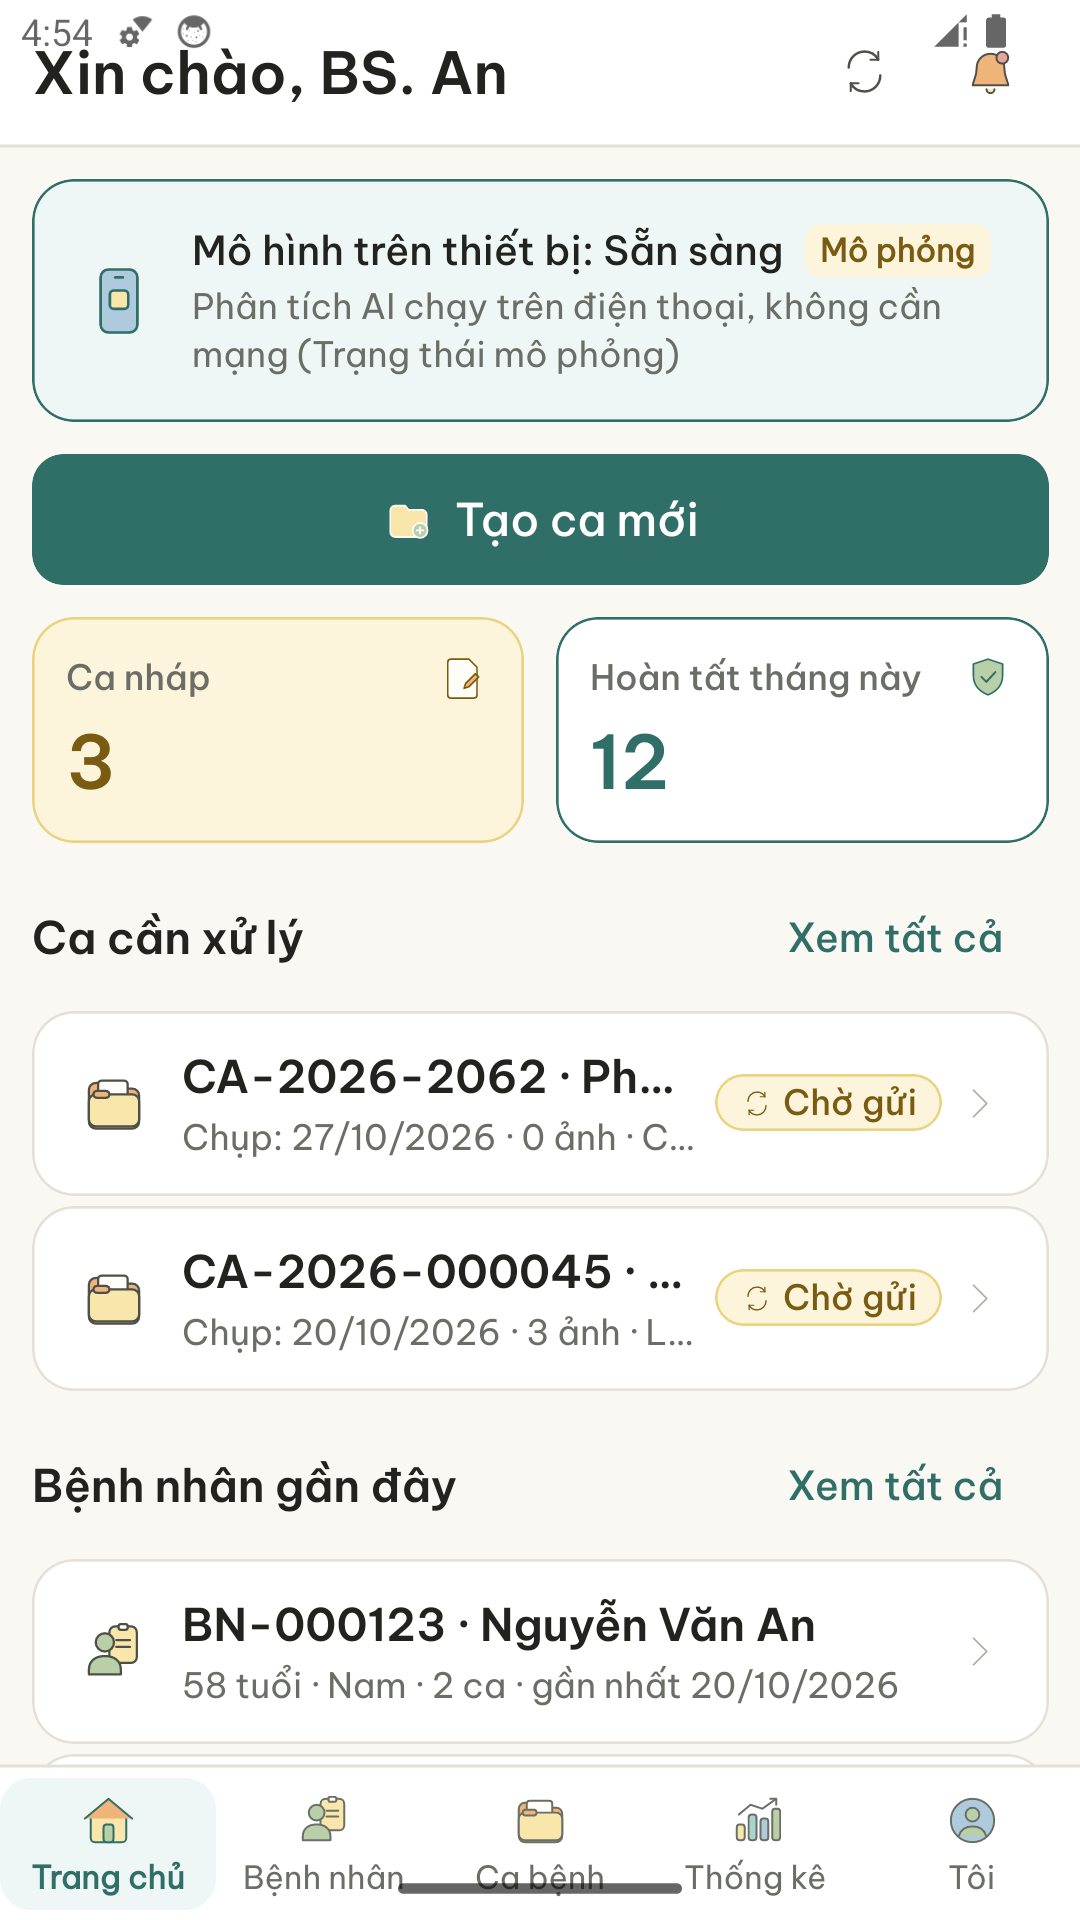 4:54
Xin chào, BS. An
Mô hình trên thiết bị: Sẵn sàng
Mô phỏng
Phân tích AI chạy trên điện thoại, không cần
mạng (Trạng thái mô phỏng)
Tạo ca mới
Ca nháp
3
Hoàn tất tháng này
12
Ca cần xử lý
Xem tất cả
CA-2026-2062 · Ph...
Chờ gửi
Chụp: 27/10/2026 · 0 ảnh · C...
CA-2026-000045 · ...
Chờ gửi
Chụp: 20/10/2026 · 3 ảnh · L...
Bệnh nhân gần đây
Xem tất cả
BN-000123 · Nguyễn Văn An
58 tuổi · Nam · 2 ca · gần nhất 20/10/2026
Trang chủ
Bệnh nhân
Ca bệnh
Thống kê
Tôi